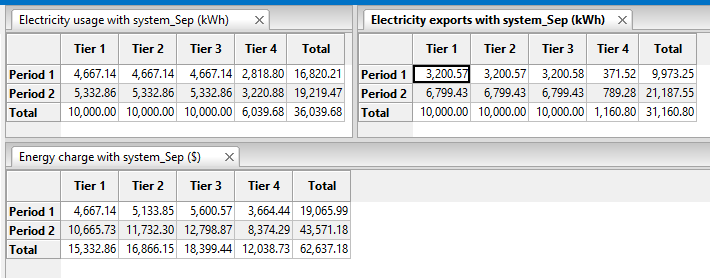 Electricity usage with system_Sep (kWh)
Tier 1 Tier 2 Tier 3 Tier 4 Total
Period 1 4,667.14 4,667.14 4,667.14 2,818.80 16,820.21
Period 2 5,332.86 5,332.86 5,332.86 3,220.88 19,219.47
Total 10,000.00 10,000.00 10,000.00 6,039.68 36,039.68
Electricity exports with system_Sep (kWh)
Tier 1 Tier 2 Tier 3 Tier 4 Total
Period 1 3,200.57 3,200.57 3,200.58 371.52 9,973.25
Period 2 6,799.43 6,799.43 6,799.43 789.28 21,187.55
Total 10,000.00 10,000.00 10,000.00 1,160.80 31,160.80
Energy charge with system_Sep ($)
Tier 1 Tier 2 Tier 3 Tier 4 Total
Period 1 4,667.14 5,133.85 5,600.57 3,664.44 19,065.99
Period 2 10,665.73 11,732.30 12,798.87 8,374.29 43,571.18
Total 15,332.86 16,866.15 18,399.44 12,038.73 62,637.18